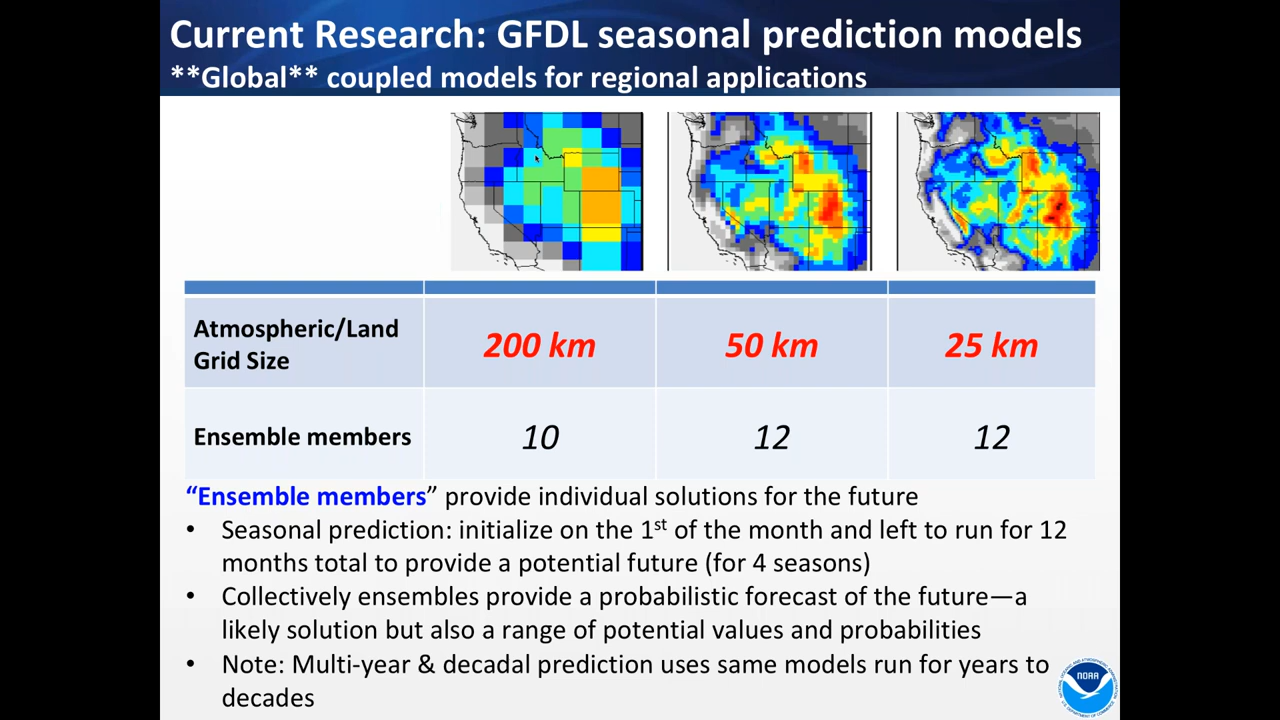 Current Research: GFDL seasonal prediction models
**Global** coupled models for regional applications
Atmospheric/Land
Grid Size
200 km
50 km
25 km
Ensemble members
10
12
12
“Ensemble members” provide individual solutions for the future
• Seasonal prediction: initialize on the 1st of the month and left to run for 12
months total to provide a potential future (for 4 seasons)
• Collectively ensembles provide a probabilistic forecast of the future—a
likely solution but also a range of potential values and probabilities
• Note: Multi-year & decadal prediction uses same models run for years to
decades
NOAA